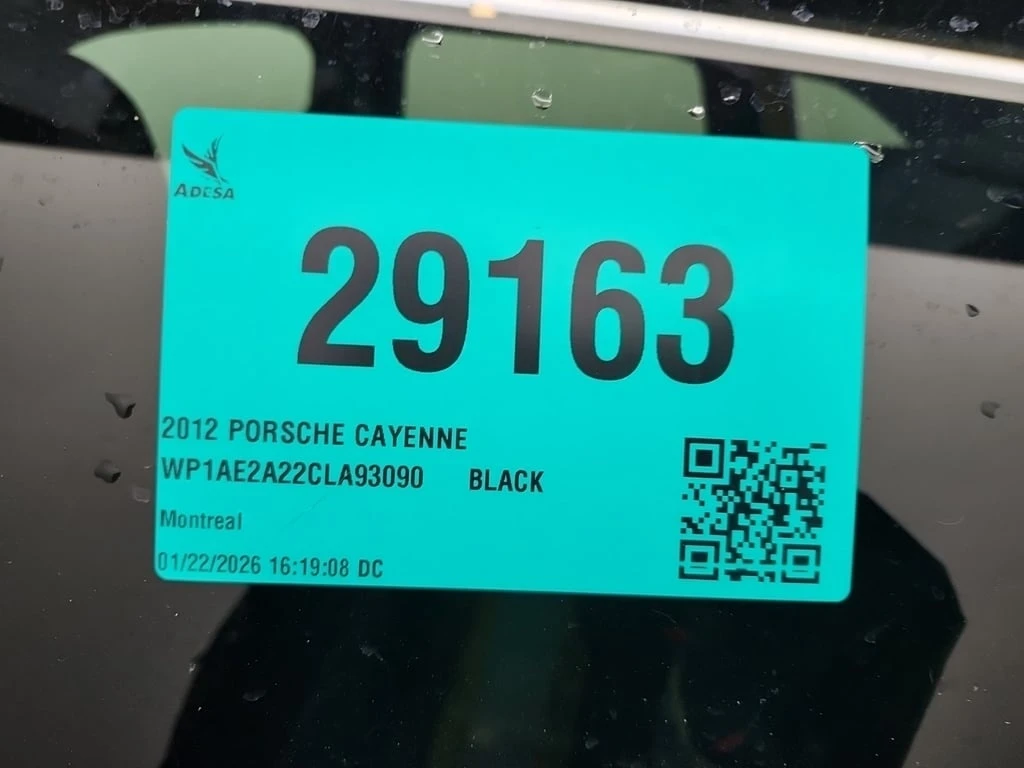 ADESA
29163
2012 PORSCHE CAYENNE
WP1AE2A22CLA93090 BLACK
Montreal
01/22/2026 16:19:08 DC